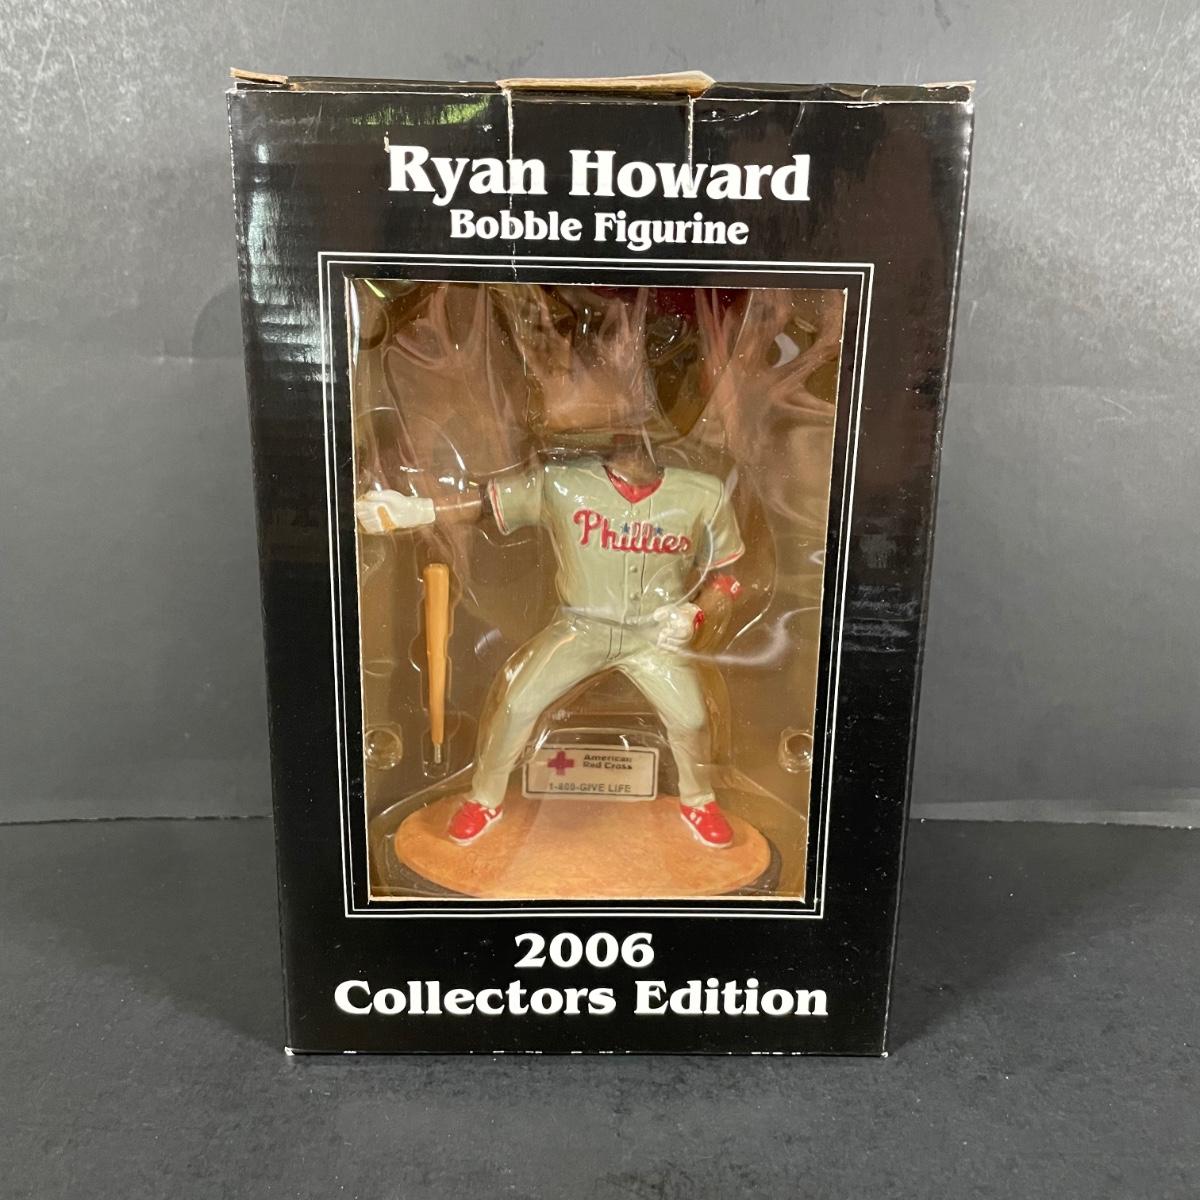 Ryan Howard
Bobble Figurine
Phillies
American
Red Cross
1-800-GIVE LIFE
2006
Collectors Edition